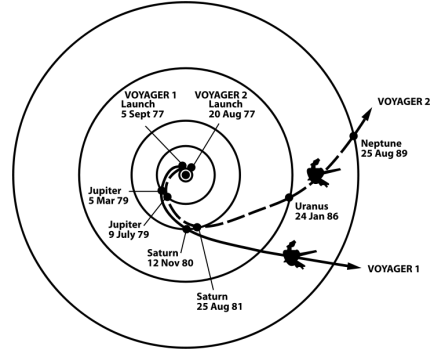 VOYAGER 1
Launch
5 Sept 77
VOYAGER 2
Launch
20 Aug 77
VOYAGER 2
Neptune
25 Aug 89
Jupiter
5 Mar 79
Uranus
24 Jan 86
Jupiter
9 July 79
Saturn
12 Nov 80
VOYAGER 1
Saturn
25 Aug 81